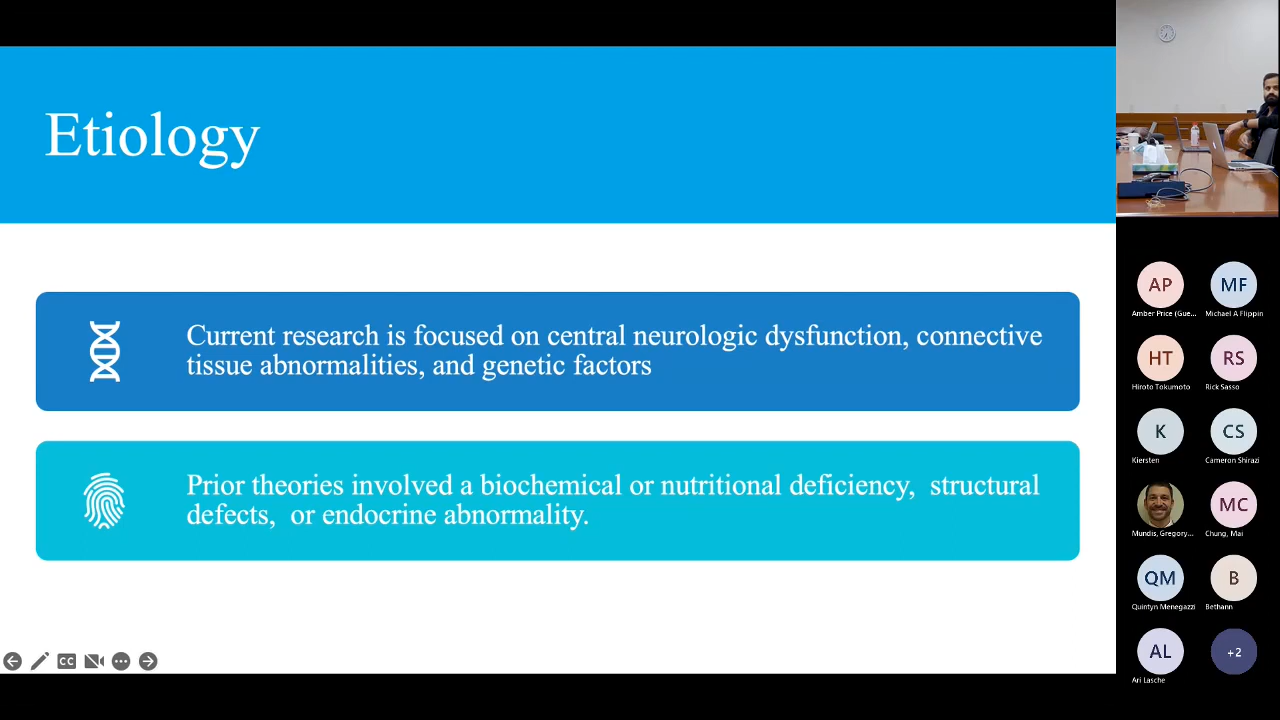 Etiology
Current research is focused on central neurologic dysfunction, connective
tissue abnormalities, and genetic factors
Prior theories involved a biochemical or nutritional deficiency,  structural
defects,  or endocrine abnormality.
CC
AP
Amber Price (Gue...
MF
Michael A Flippin
HT
Hiroto Tokumoto
RS
Rick Sasso
K
Kiersten
CS
Cameron Shirazi
Mundis, Gregory...
MC
Chung, Mai
QM
Quintyn Menegazzi
B
Bethann
AL
Ari Lasche
+2